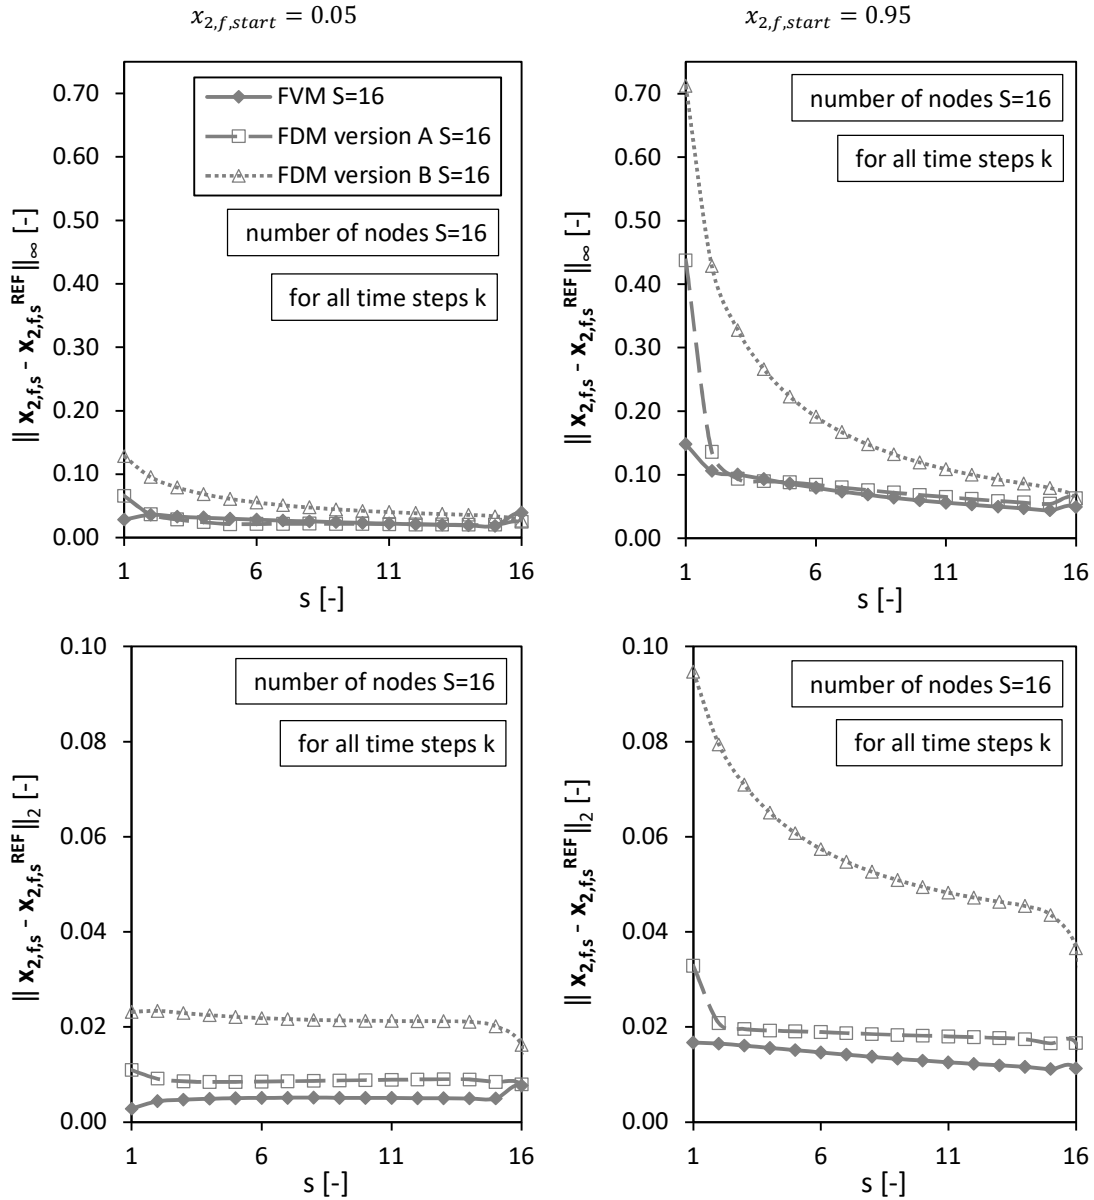 x2,f,start = 0.05
x2,f,start = 0.95
0.70
0.60
0.50
0.40
0.30
0.20
0.10
0.00
|| x2,f,s - x2,f,s REF ||∞ [-]
FVM S=16
FDM version A S=16
FDM version B S=16
number of nodes S=16
for all time steps k
1 6 11 16
s [-]
0.70
0.60
0.50
0.40
0.30
0.20
0.10
0.00
|| x2,f,s - x2,f,s REF ||∞ [-]
number of nodes S=16
for all time steps k
1 6 11 16
s [-]
0.10
0.08
0.06
0.04
0.02
0.00
|| x2,f,s - x2,f,s REF ||2 [-]
number of nodes S=16
for all time steps k
1 6 11 16
s [-]
0.10
0.08
0.06
0.04
0.02
0.00
|| x2,f,s - x2,f,s REF ||2 [-]
number of nodes S=16
for all time steps k
1 6 11 16
s [-]